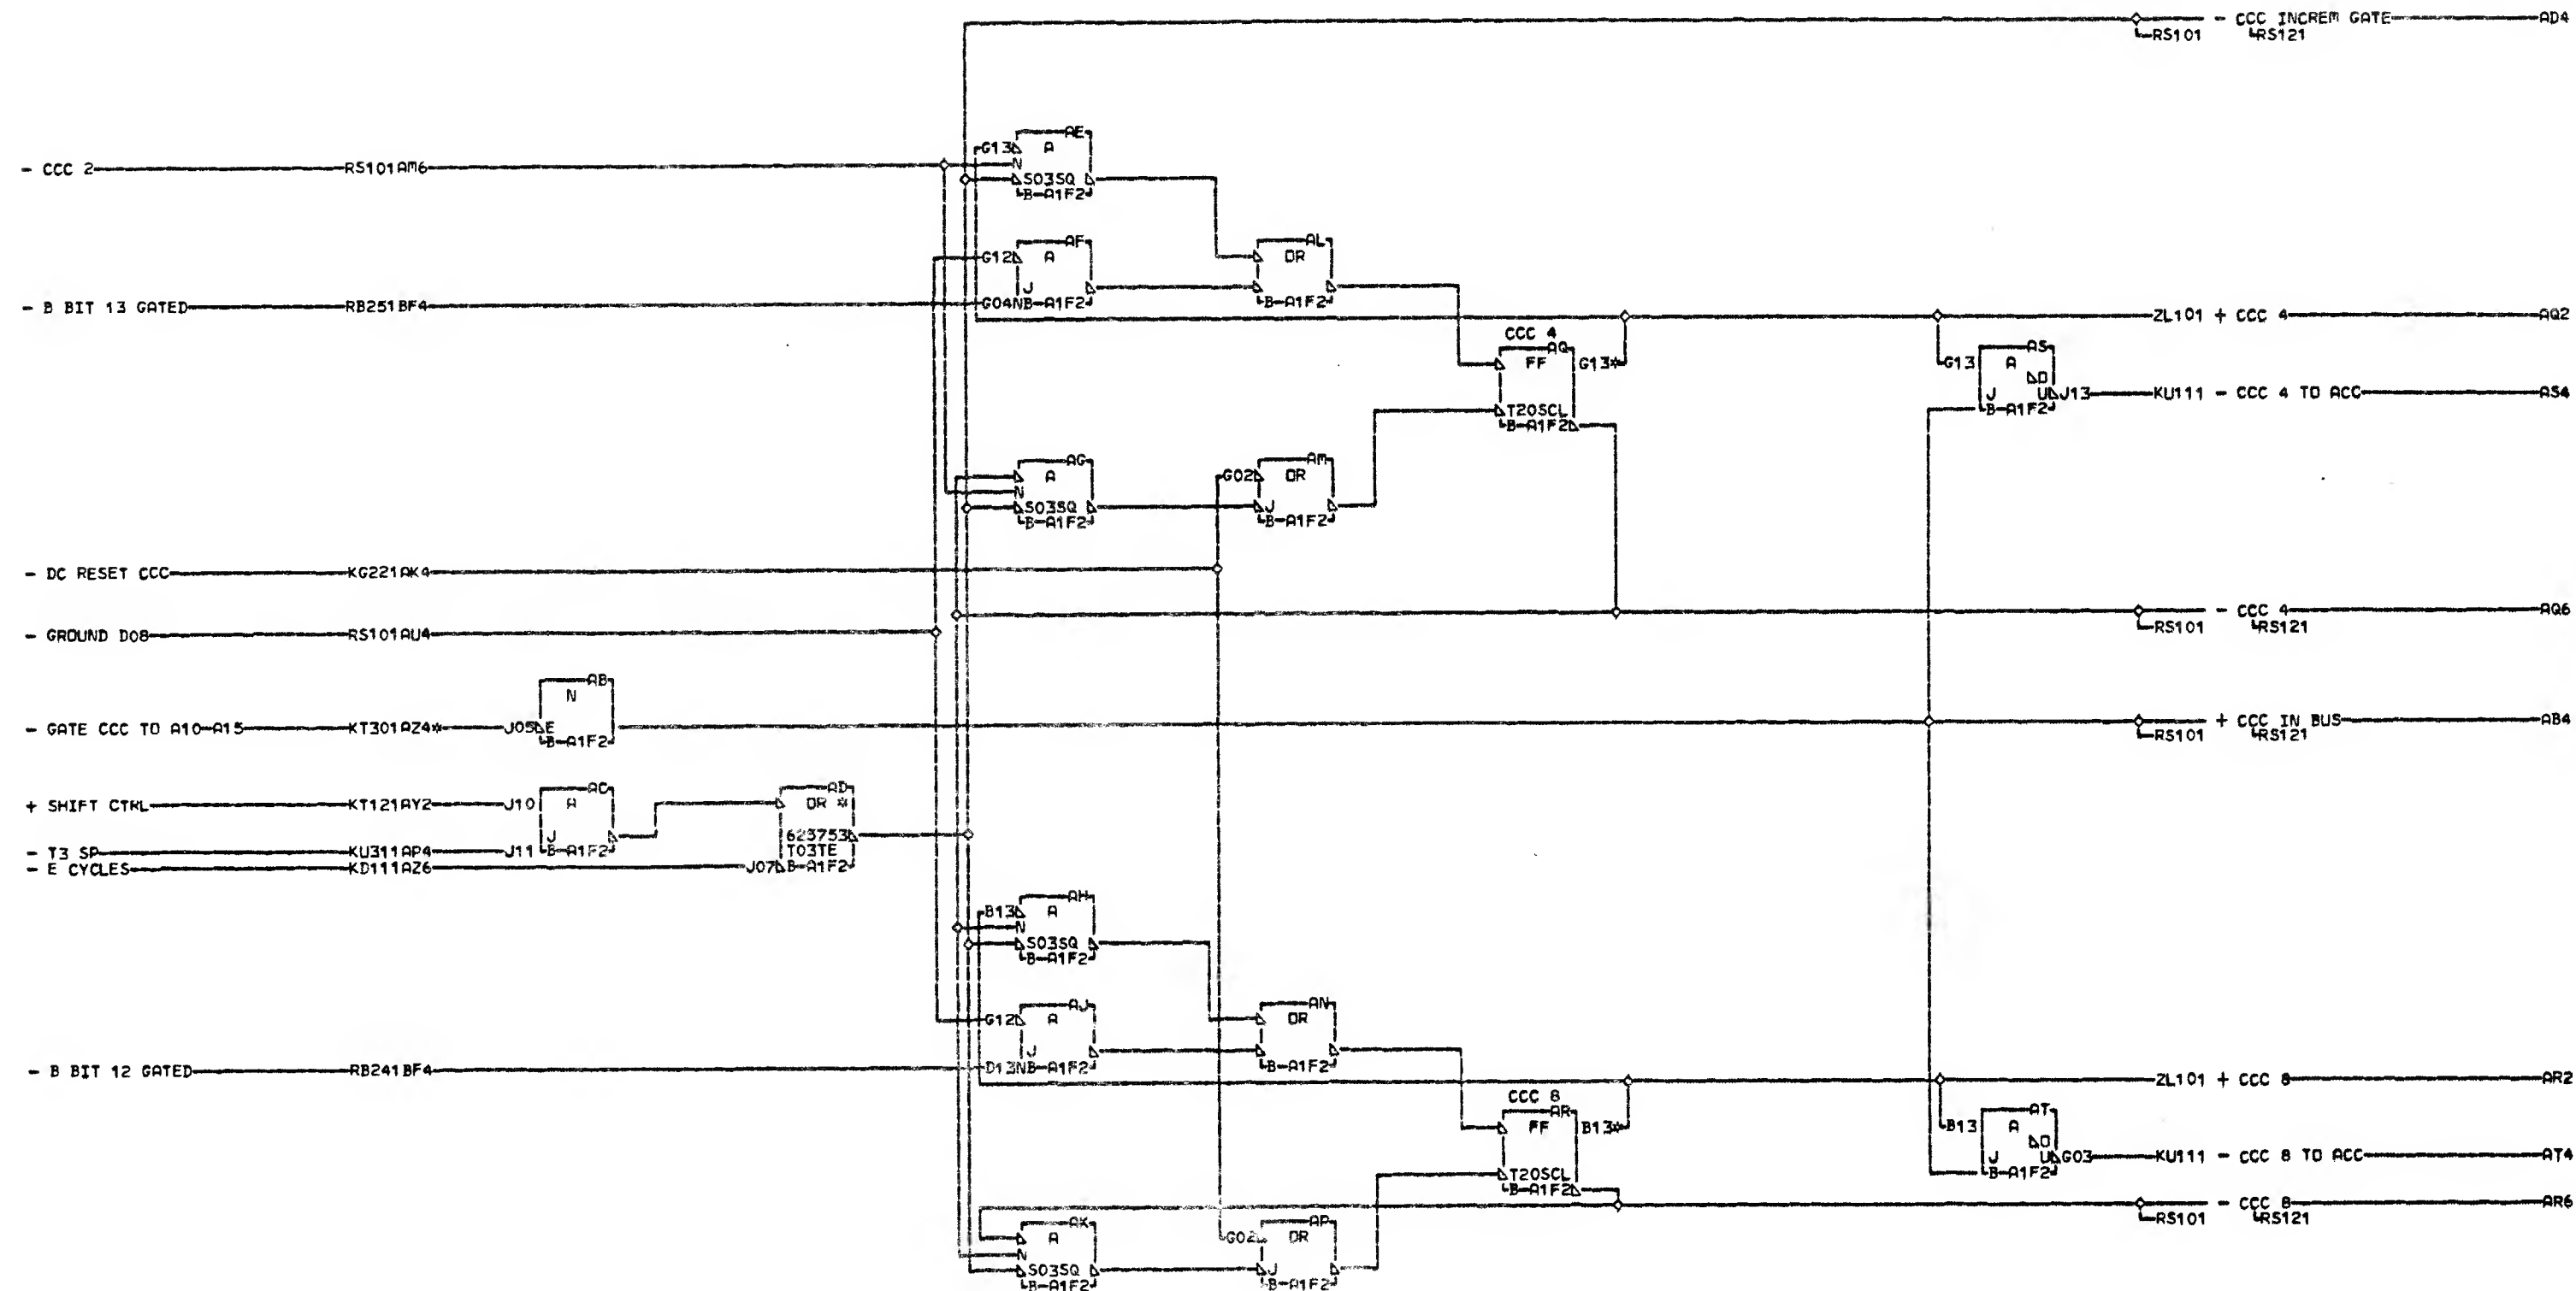 - CCC INCREM GATE AD4
RS101 RS121
AE
G13 A
- CCC 2 RS101AM6 N
S03SQ
B-A1F2
AF AL
G12 A OR
J
- B BIT 13 GATED RB251BF4 G04NB-A1F2 B-A1F2
ZL101 + CCC 4 AQ2
CCC 4
AQ AS
FF G13* G13 A
D
J U J13 KU111 - CCC 4 TO ACC AS4
T20SCL B-A1F2
B-A1F2
AG AM
A G02 OR
N
S03SQ J
B-A1F2 B-A1F2
- DC RESET CCC KG221AK4
- CCC 4 AQ6
RS101 RS121
- GROUND D08 RS101AU4
AB
N
- GATE CCC TO A10-A15 KT301AZ4* J05 E + CCC IN BUS AB4
B-A1F2 RS101 RS121
AC AD
+ SHIFT CTRL KT121AY2 J10 A OR *
J 623753
- T3 SP KU311AP4 J11 B-A1F2 T03TE
- E CYCLES KD111AZ6 J07 B-A1F2
AH
B13 A
N
S03SQ
B-A1F2
AJ AN
G12 A OR
J
- B BIT 12 GATED RB241BF4 D13NB-A1F2 B-A1F2
ZL101 + CCC 8 AR2
CCC 8
AR AT
FF B13* B13 A
D
J U G03 KU111 - CCC 8 TO ACC AT4
T20SCL B-A1F2
B-A1F2
- CCC 8 AR6
RS101 RS121
AK AP
A G02 OR
N
S03SQ J
B-A1F2 B-A1F2